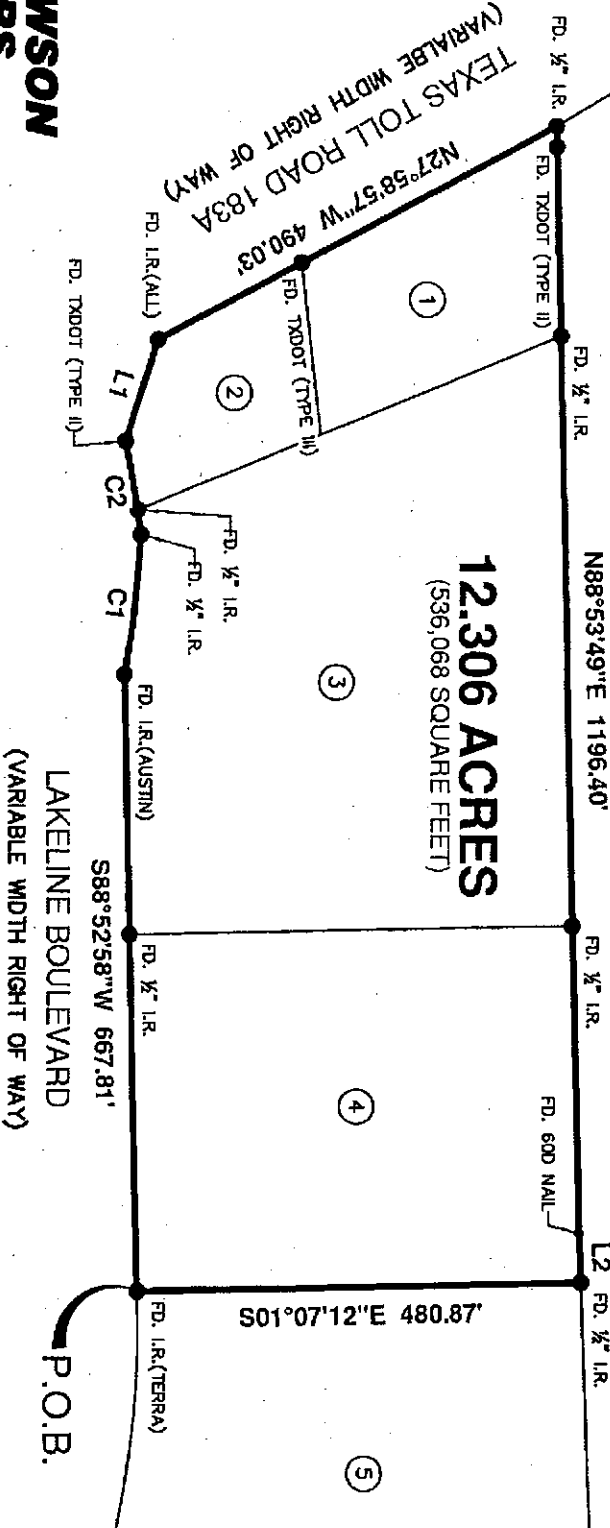 WSON
RS
FD. ½" I.R.
FD. TXDOT (TYPE II)
FD. ½" I.R.
N88°53'49"E 1196.40'
FD. ½" I.R.
FD. 60D NAIL
L2
FD. ½" I.R.
TEXAS TOLL ROAD 183A
(VARIALBE WIDTH RIGHT OF WAY)
N27°58'57"W 490.03'
1
FD. TXDOT (TYPE III)
2
FD. I.R.(ALL)
L1
FD. TXDOT (TYPE II)
C2
FD. ½" I.R.
FD. ½" I.R.
C1
12.306 ACRES
(536,068 SQUARE FEET)
3
FD. I.R.(AUSTIN)
FD. ½" I.R.
4
S88°52'58"W 667.81'
LAKELINE BOULEVARD
(VARIABLE WIDTH RIGHT OF WAY)
S01°07'12"E 480.87'
FD. I.R.(TERRA)
P.O.B.
5